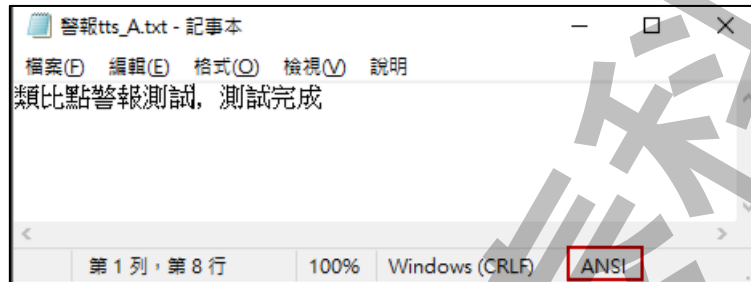 警報tts_A.txt - 記事本
檔案(F) 編輯(E) 格式(O) 檢視(V) 說明
類比點警報測試，測試完成
第 1 列，第 8 行 100% Windows (CRLF) ANSI